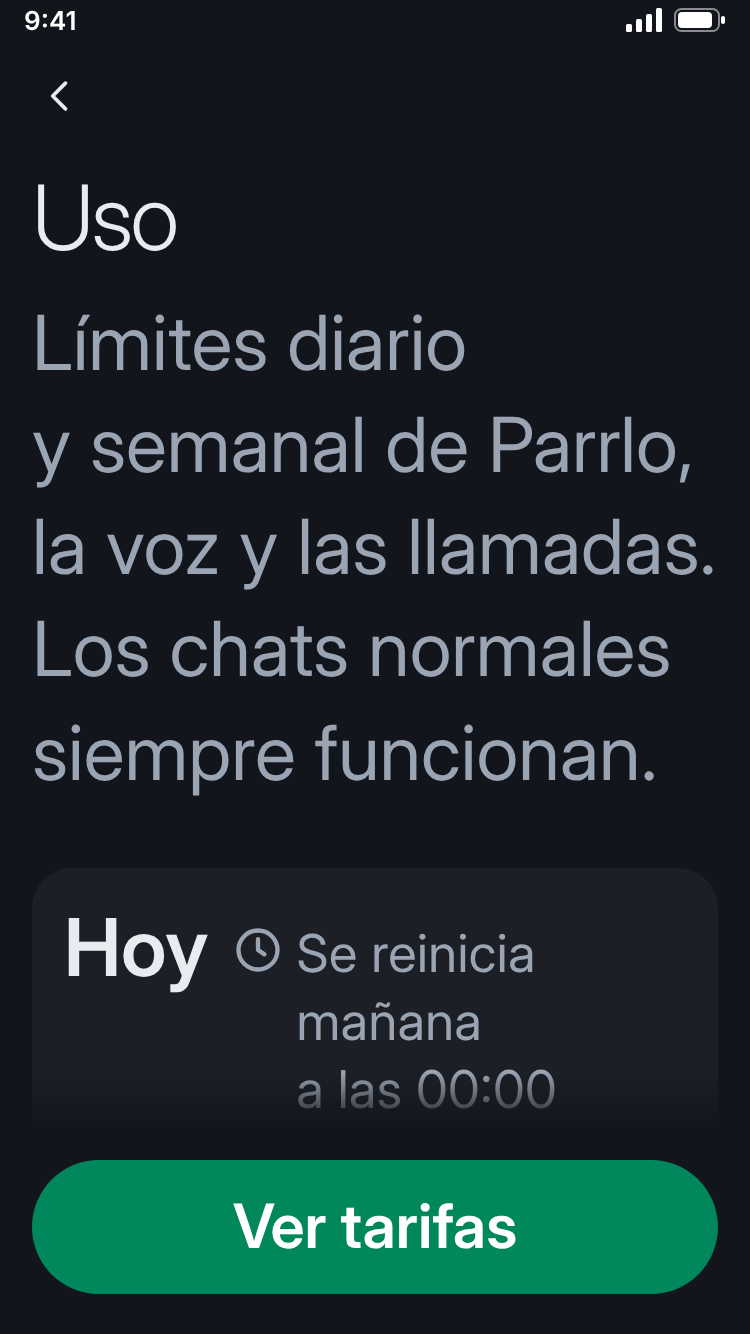 9:41
Uso
Límites diario
y semanal de Parrlo,
la voz y las llamadas.
Los chats normales
siempre funcionan.
Hoy
Se reinicia
mañana
a las 00:00
Ver tarifas